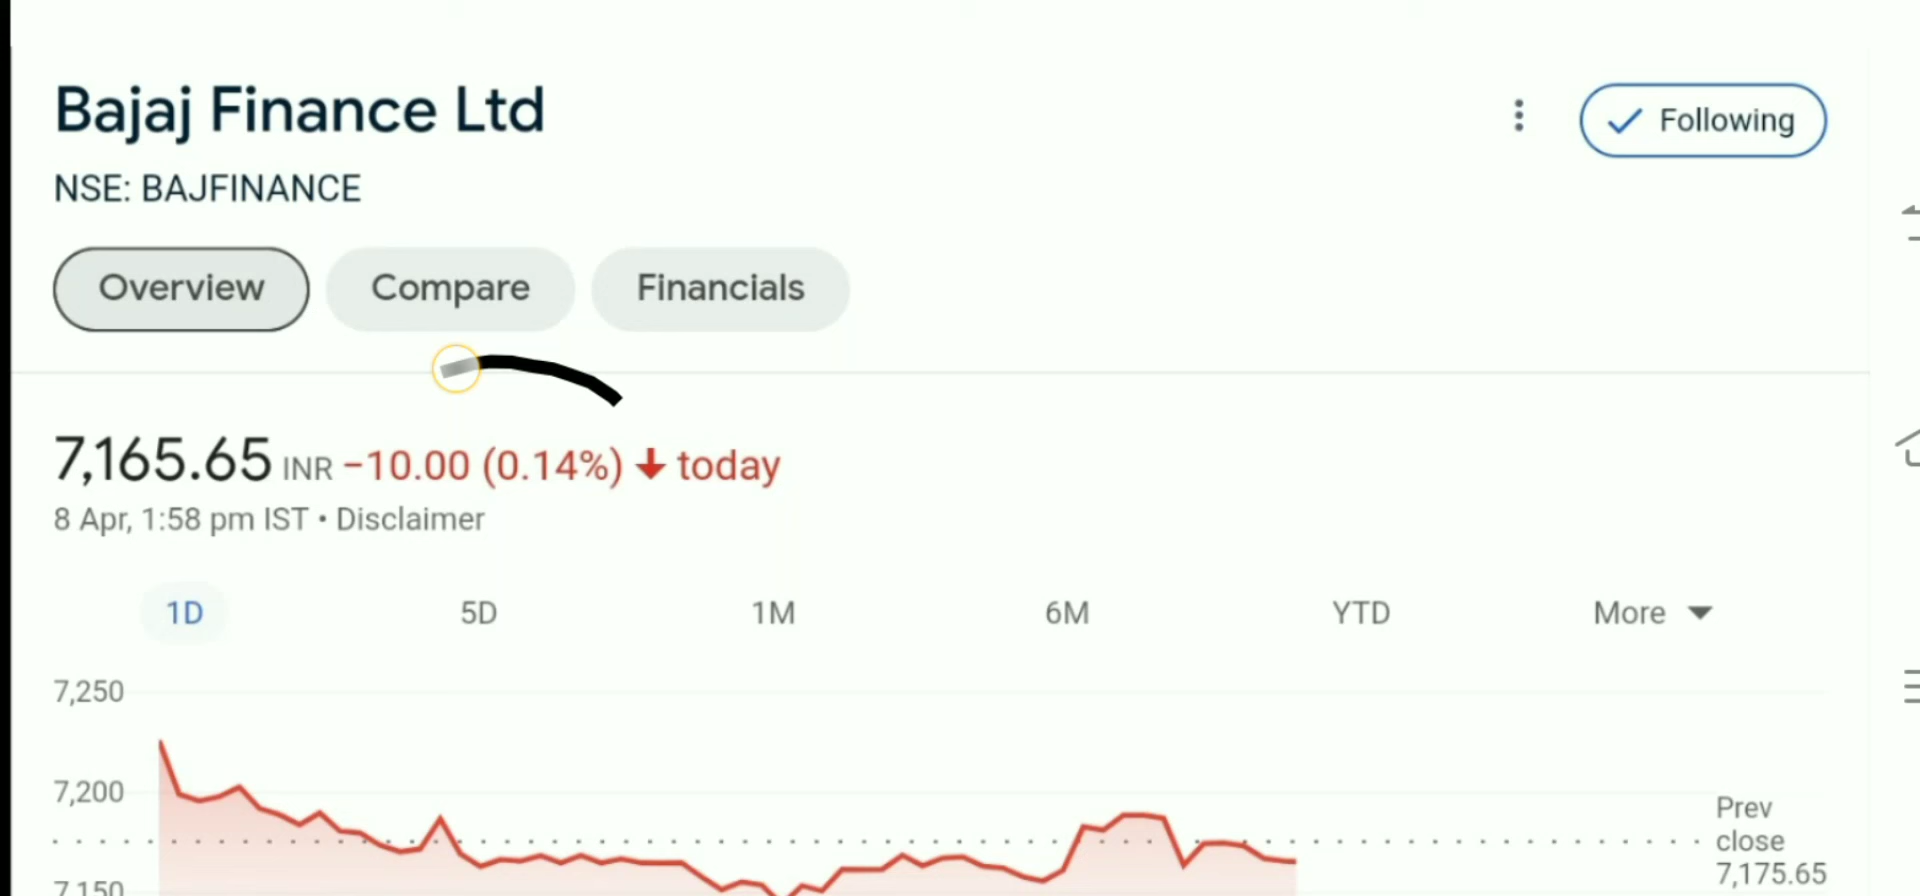 Bajaj Finance Ltd
Following
NSE: BAJFINANCE
Overview
Compare
Financials
7,165.65 INR −10.00 (0.14%) today
8 Apr, 1:58 pm IST • Disclaimer
1D 5D 1M 6M YTD More
7,250
7,200
Prev
close
7,175.65
7,150